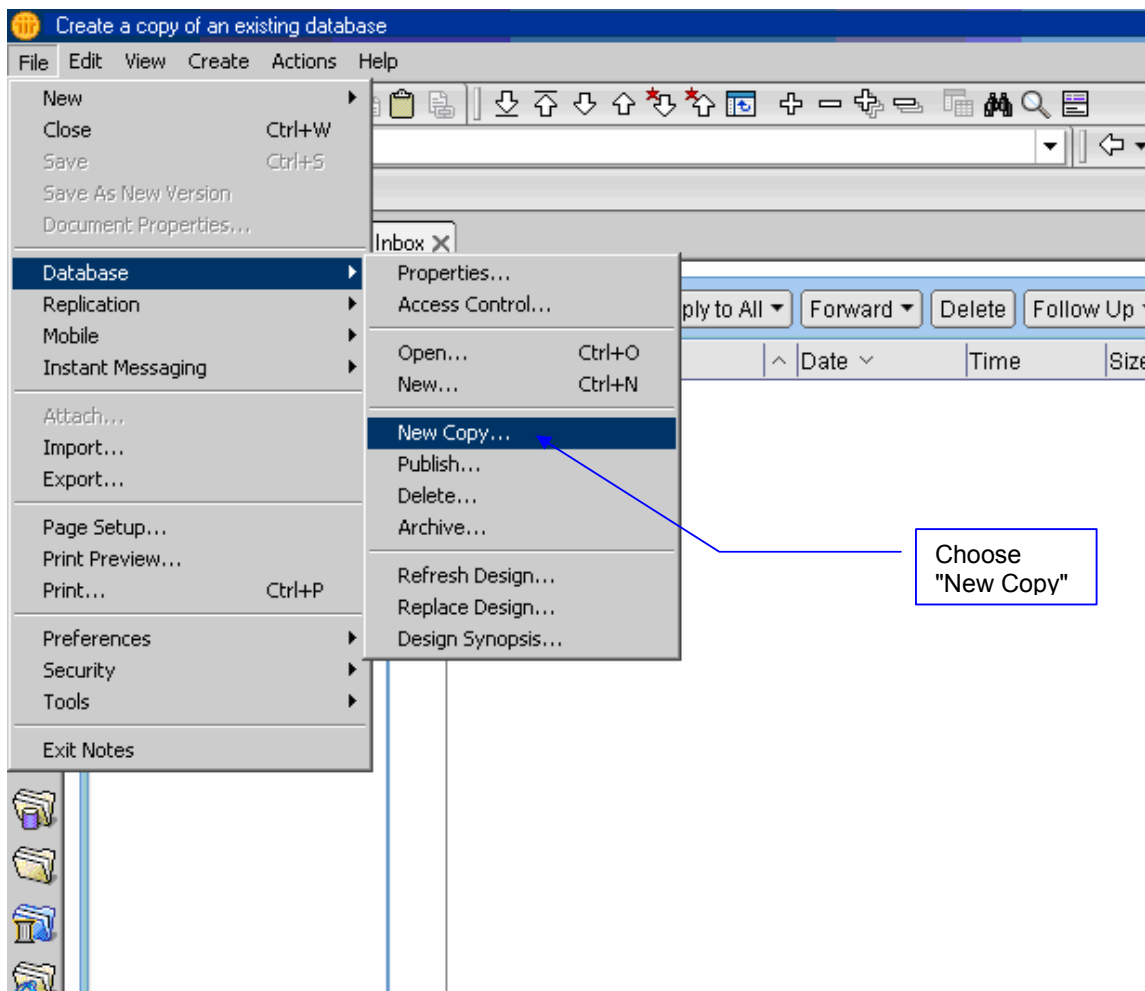 Create a copy of an existing database
File Edit View Create Actions Help
New
Close Ctrl+W
Save Ctrl+S
Save As New Version
Document Properties...
Inbox
Database
Replication
Mobile
Instant Messaging
Attach...
Import...
Export...
Page Setup...
Print Preview...
Print... Ctrl+P
Preferences
Security
Tools
Exit Notes
Properties...
Access Control...
Open... Ctrl+O
New... Ctrl+N
New Copy...
Publish...
Delete...
Archive...
Refresh Design...
Replace Design...
Design Synopsis...
ply to All Forward Delete Follow Up
Date Time Size
Choose
"New Copy"